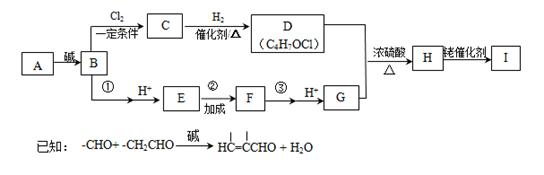 Cl₂
一定条件
C
H₂
催化剂/△
D
(C₄H₇OCl)
A
碱
B
浓硫酸
△
H
铑催化剂
I
①
H⁺
E
②
加成
F
③
H⁺
G
已知: -CHO+ -CH₂CHO 碱 HC=CCHO + H₂O